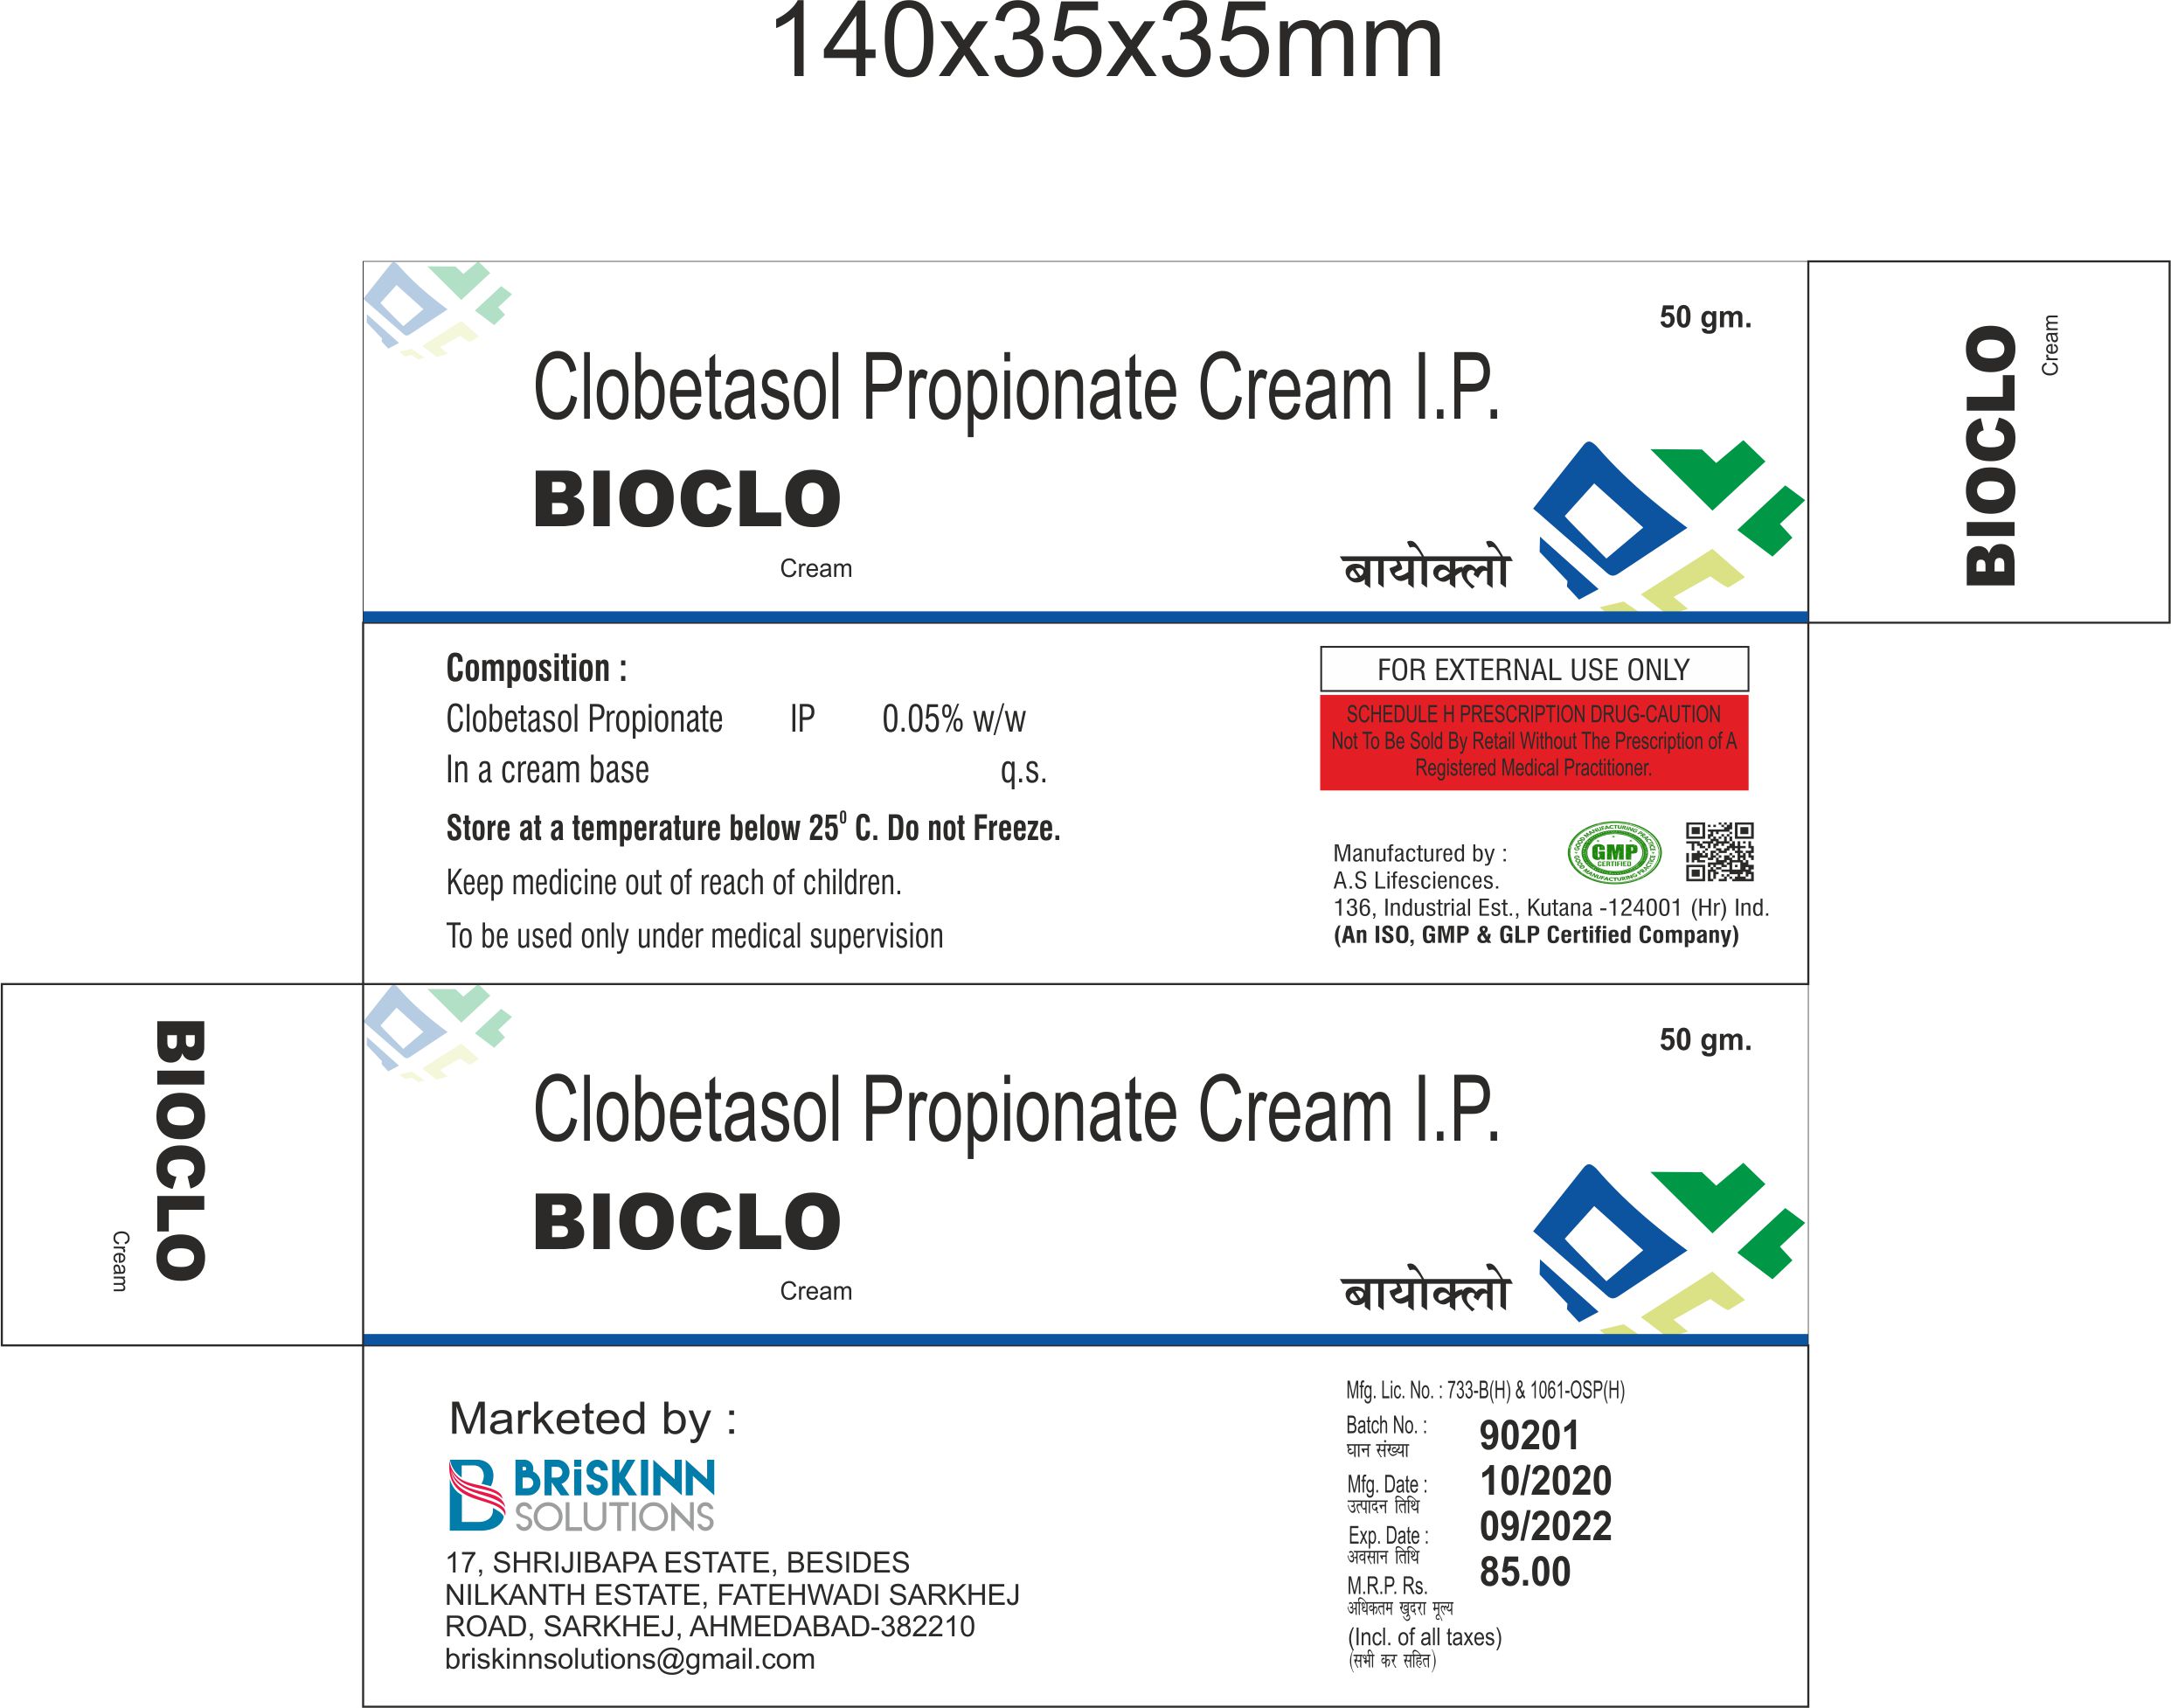 140x35x35mm
50 gm.
Clobetasol Propionate Cream I.P.
BIOCLO
Cream
बायोक्लो
BIOCLO
Cream
Composition :
Clobetasol Propionate IP 0.05% w/w
In a cream base q.s.
Store at a temperature below 25⁰ C. Do not Freeze.
Keep medicine out of reach of children.
To be used only under medical supervision
FOR EXTERNAL USE ONLY
SCHEDULE H PRESCRIPTION DRUG-CAUTION
Not To Be Sold By Retail Without The Prescription of A
Registered Medical Practitioner.
GOOD MANUFACTURING PRACTICE
GMP
CERTIFIED
GOOD MANUFACTURING PRACTICE
Manufactured by :
A.S Lifesciences.
136, Industrial Est., Kutana -124001 (Hr) Ind.
(An ISO, GMP & GLP Certified Company)
BIOCLO
Cream
50 gm.
Clobetasol Propionate Cream I.P.
BIOCLO
Cream
बायोक्लो
Marketed by :
BRiSKINN
SOLUTIONS
17, SHRIJIBAPA ESTATE, BESIDES
NILKANTH ESTATE, FATEHWADI SARKHEJ
ROAD, SARKHEJ, AHMEDABAD-382210
briskinnsolutions@gmail.com
Mfg. Lic. No. : 733-B(H) & 1061-OSP(H)
Batch No. : 90201
घान संख्या
Mfg. Date : 10/2020
उत्पादन तिथि
Exp. Date : 09/2022
अवसान तिथि
M.R.P. Rs. 85.00
अधिकतम खुदरा मूल्य
(Incl. of all taxes)
(सभी कर सहित)